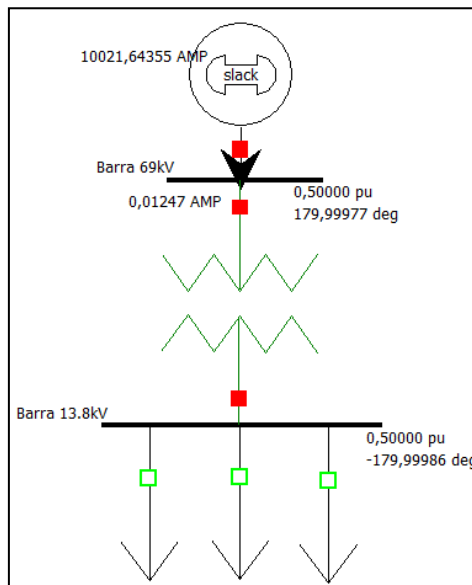 10021,64355 AMP
slack
Barra 69kV
0,01247 AMP
0,50000 pu
179,99977 deg
Barra 13.8kV
0,50000 pu
-179,99986 deg